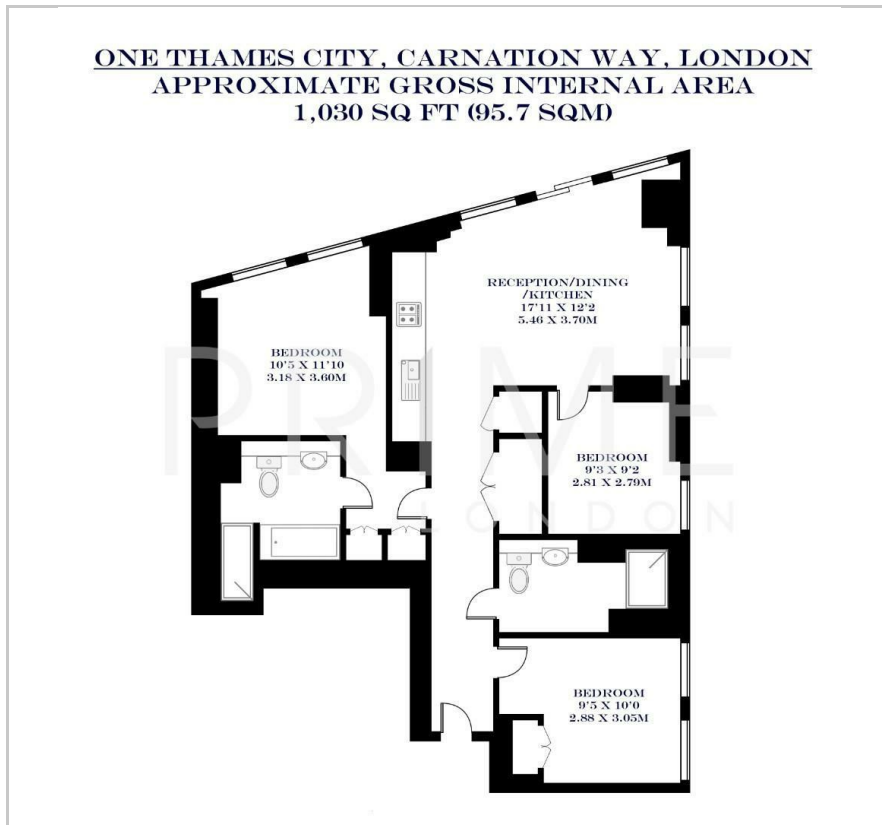 ONE THAMES CITY, CARNATION WAY, LONDON
APPROXIMATE GROSS INTERNAL AREA
1,030 SQ FT (95.7 SQM)
RECEPTION/DINING
/KITCHEN
17'11 X 12'2
5.46 X 3.70M
BEDROOM
10'5 X 11'10
3.18 X 3.60M
PRIME
LONDON
BEDROOM
9'3 X 9'2
2.81 X 2.79M
BEDROOM
9'5 X 10'0
2.88 X 3.05M